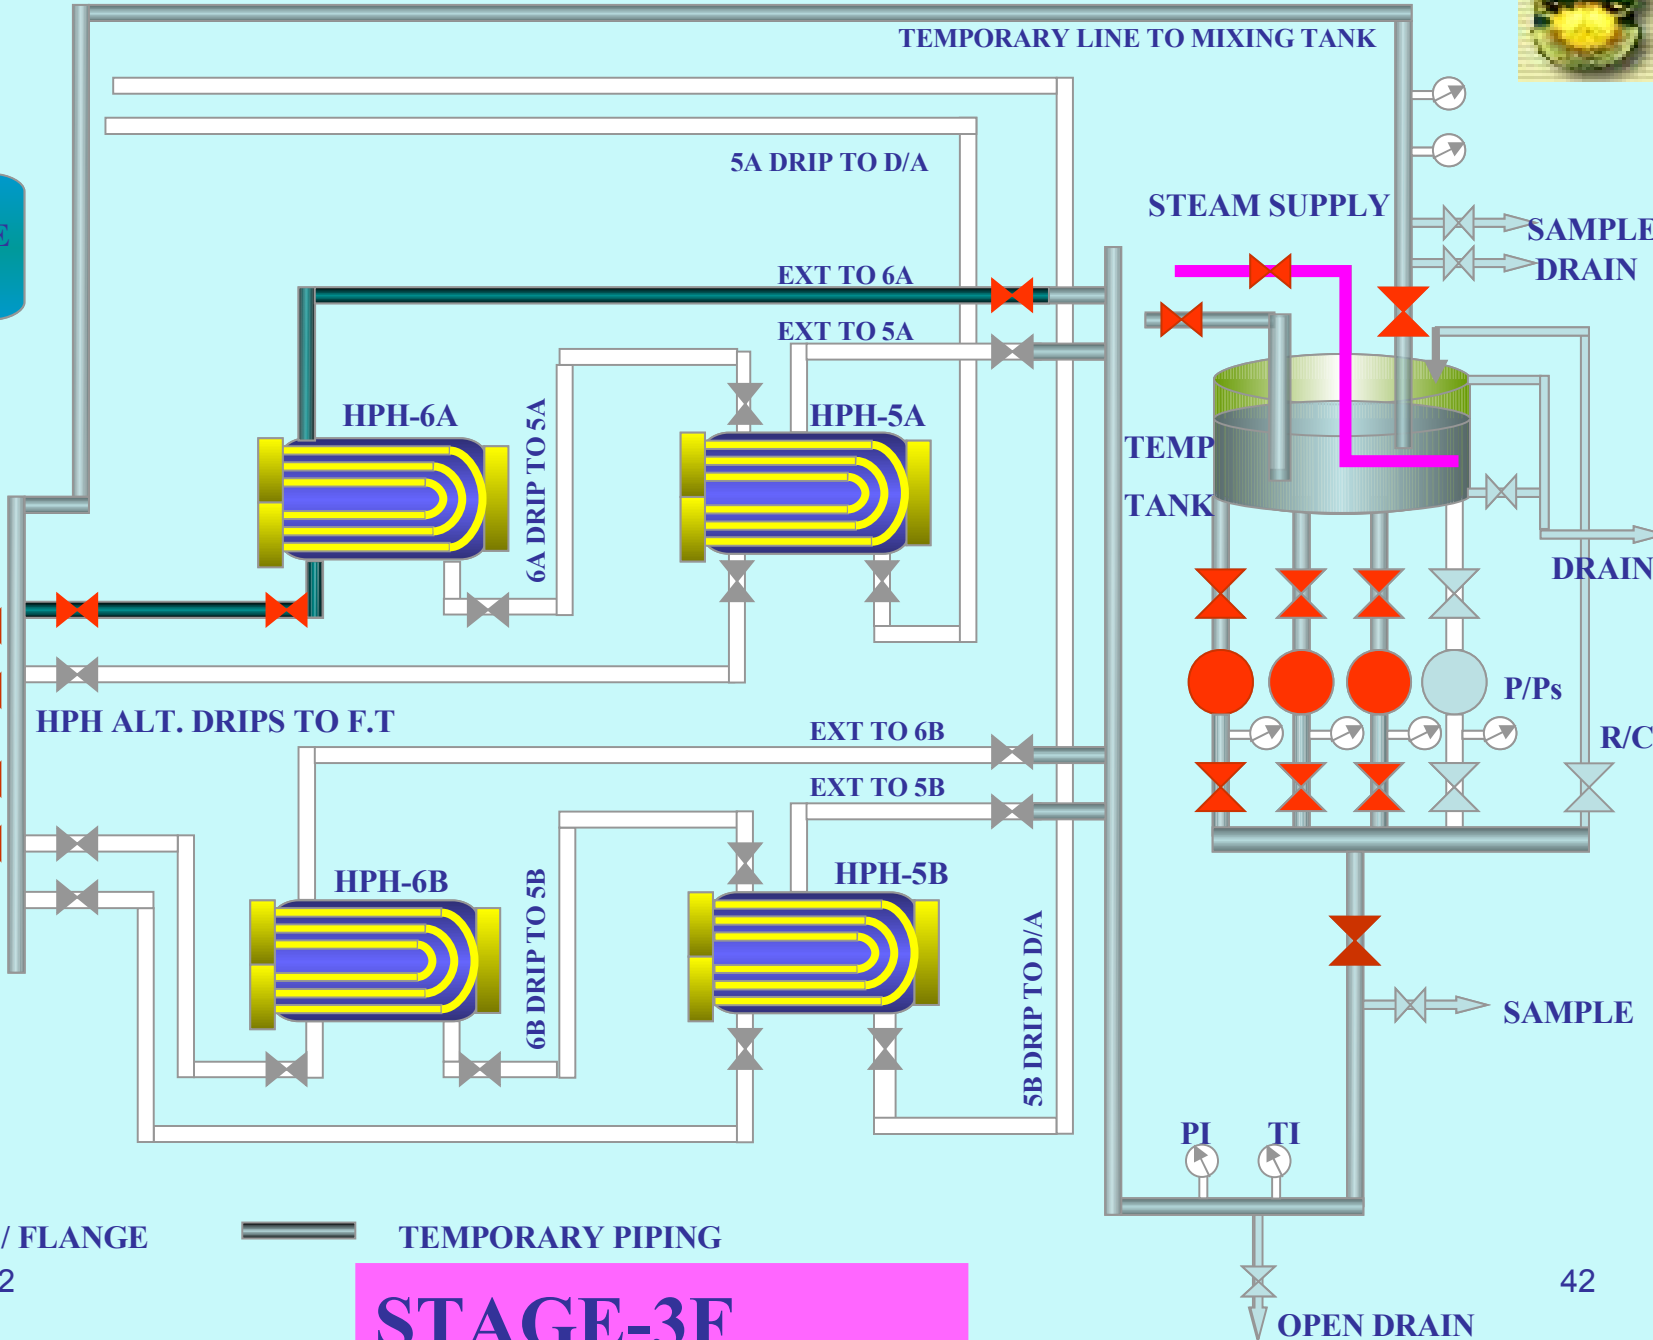 TEMPORARY LINE TO MIXING TANK
5A DRIP TO D/A
STEAM SUPPLY
SAMPLE
DRAIN
E
EXT TO 6A
EXT TO 5A
HPH-6A
HPH-5A
6A DRIP TO 5A
TEMP
TANK
DRAIN
P/Ps
R/C
HPH ALT. DRIPS TO F.T
EXT TO 6B
EXT TO 5B
HPH-6B
HPH-5B
6B DRIP TO 5B
5B DRIP TO D/A
SAMPLE
PI
TI
/ FLANGE
TEMPORARY PIPING
2
42
STAGE-3F
OPEN DRAIN